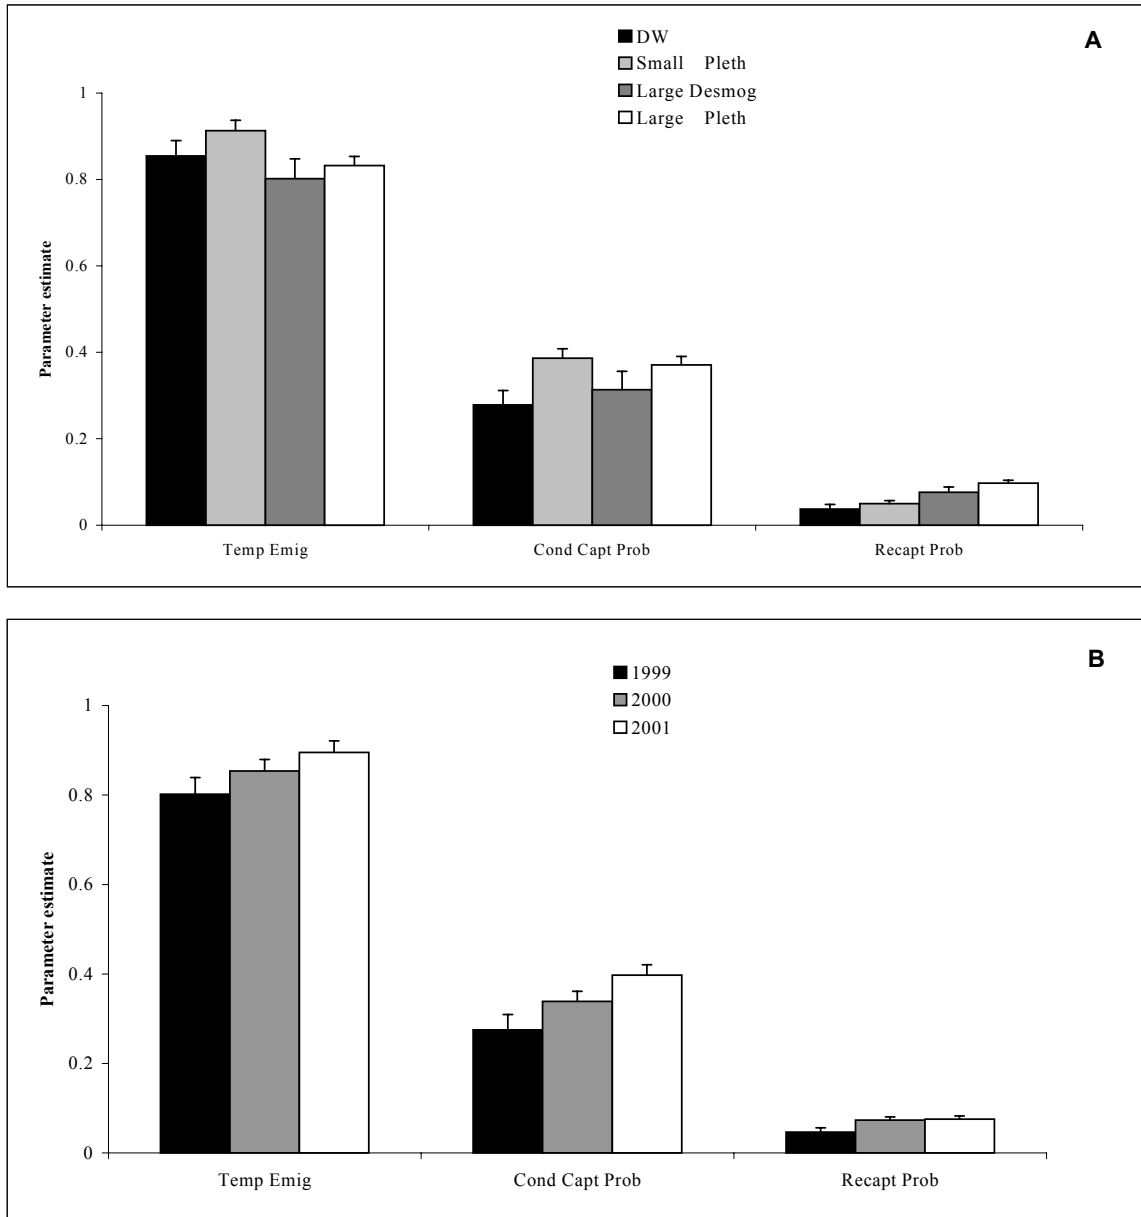 A
DW
Small Pleth
Large Desmog
Large Pleth
1
0.8
0.6
0.4
0.2
0
Parameter estimate
Temp Emig Cond Capt Prob Recapt Prob
B
1999
2000
2001
1
0.8
0.6
0.4
0.2
0
Parameter estimate
Temp Emig Cond Capt Prob Recapt Prob